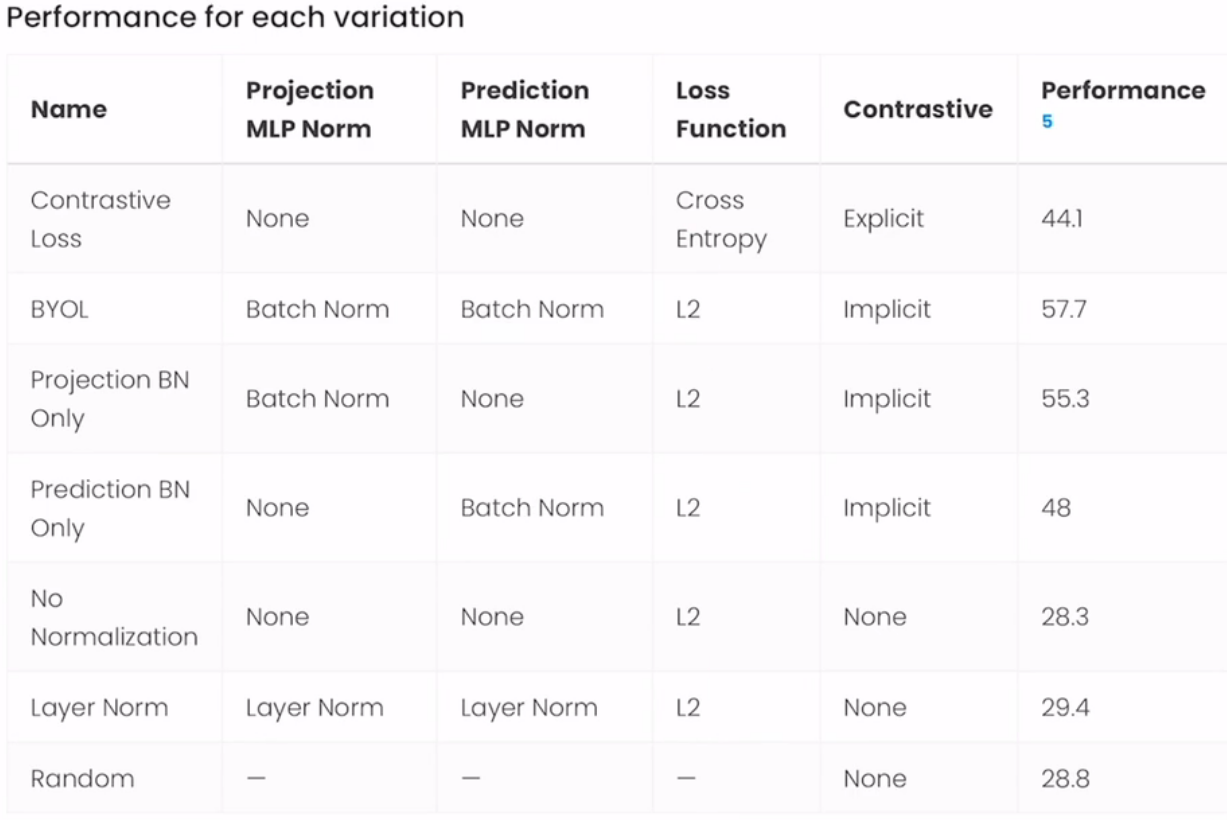 Performance for each variation
Name
Projection
MLP Norm
Prediction
MLP Norm
Loss
Function
Contrastive
Performance
5
Contrastive
Loss
None
None
Cross
Entropy
Explicit
44.1
BYOL
Batch Norm
Batch Norm
L2
Implicit
57.7
Projection BN
Only
Batch Norm
None
L2
Implicit
55.3
Prediction BN
Only
None
Batch Norm
L2
Implicit
48
No
Normalization
None
None
L2
None
28.3
Layer Norm
Layer Norm
Layer Norm
L2
None
29.4
Random
—
—
—
None
28.8